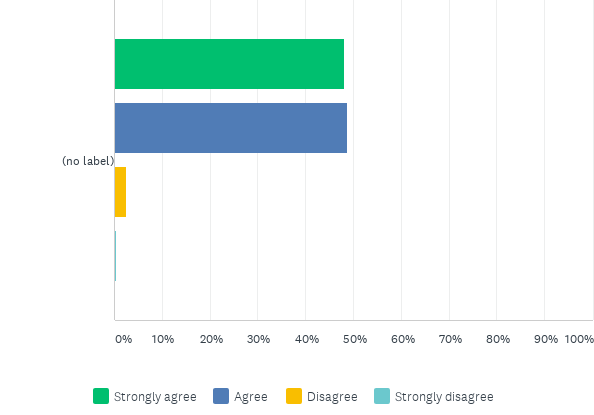 (no label)
0% 10% 20% 30% 40% 50% 60% 70% 80% 90% 100%
Strongly agree Agree Disagree Strongly disagree